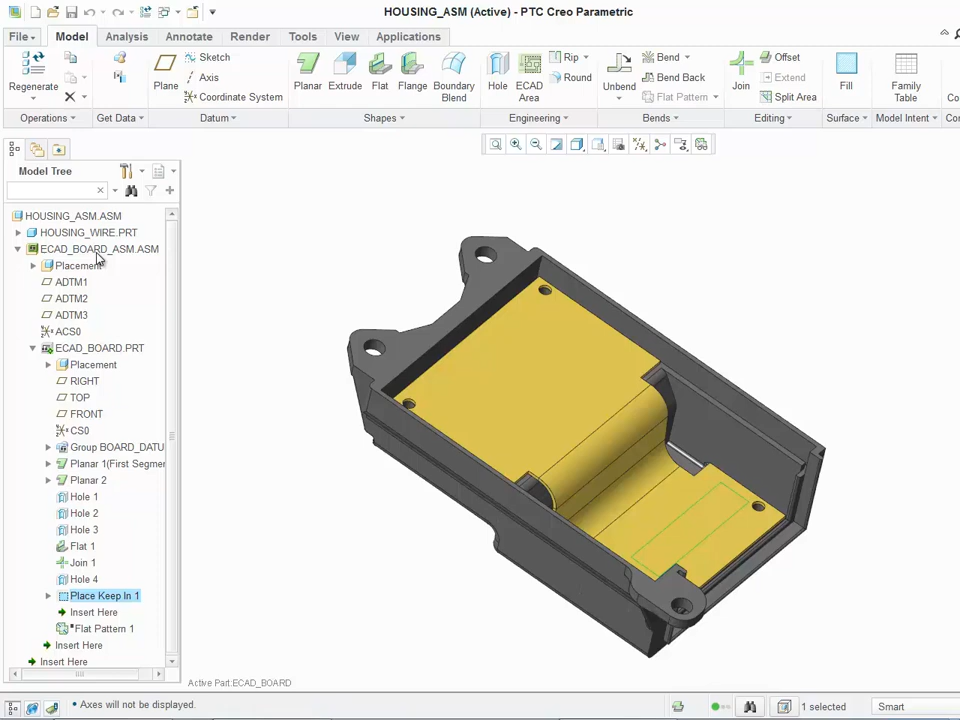 HOUSING_ASM (Active) - PTC Creo Parametric
File Model Analysis Annotate Render Tools View Applications
Regenerate
Operations
Get Data
Plane
Sketch
Axis
Coordinate System
Datum
Planar
Extrude
Flat
Flange
Boundary
Blend
Shapes
Hole
ECAD
Area
Rip
Round
Engineering
Unbend
Bend
Bend Back
Flat Pattern
Bends
Join
Offset
Extend
Split Area
Editing
Fill
Surface
Family
Table
Model Intent
Co
Cor
Model Tree
HOUSING_ASM.ASM
HOUSING_WIRE.PRT
ECAD_BOARD_ASM.ASM
Placement
ADTM1
ADTM2
ADTM3
ACS0
ECAD_BOARD.PRT
Placement
RIGHT
TOP
FRONT
CS0
Group BOARD_DATU
Planar 1(First Segmer
Planar 2
Hole 1
Hole 2
Hole 3
Flat 1
Join 1
Hole 4
Place Keep In 1
Insert Here
Flat Pattern 1
Insert Here
Insert Here
Active Part:ECAD_BOARD
• Axes will not be displayed.
1 selected
Smart